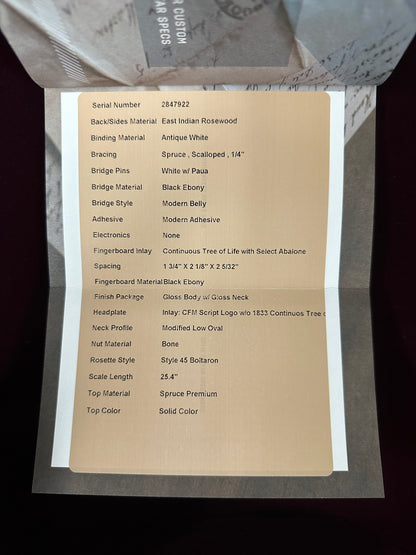 R CUSTOM
AR SPECS
Serial Number 2847922
Back/Sides Material East Indian Rosewood
Binding Material Antique White
Bracing Spruce , Scalloped , 1/4"
Bridge Pins White w/ Paua
Bridge Material Black Ebony
Bridge Style Modern Belly
Adhesive Modern Adhesive
Electronics None
Fingerboard Inlay Continuous Tree of Life with Select Abalone
Spacing 1 3/4" X 2 1/8" X 2 5/32"
Fingerboard Material Black Ebony
Finish Package Gloss Body w/ Gloss Neck
Headplate Inlay: CFM Script Logo w/o 1833 Continuos Tree o
Neck Profile Modified Low Oval
Nut Material Bone
Rosette Style Style 45 Boltaron
Scale Length 25.4"
Top Material Spruce Premium
Top Color Solid Color